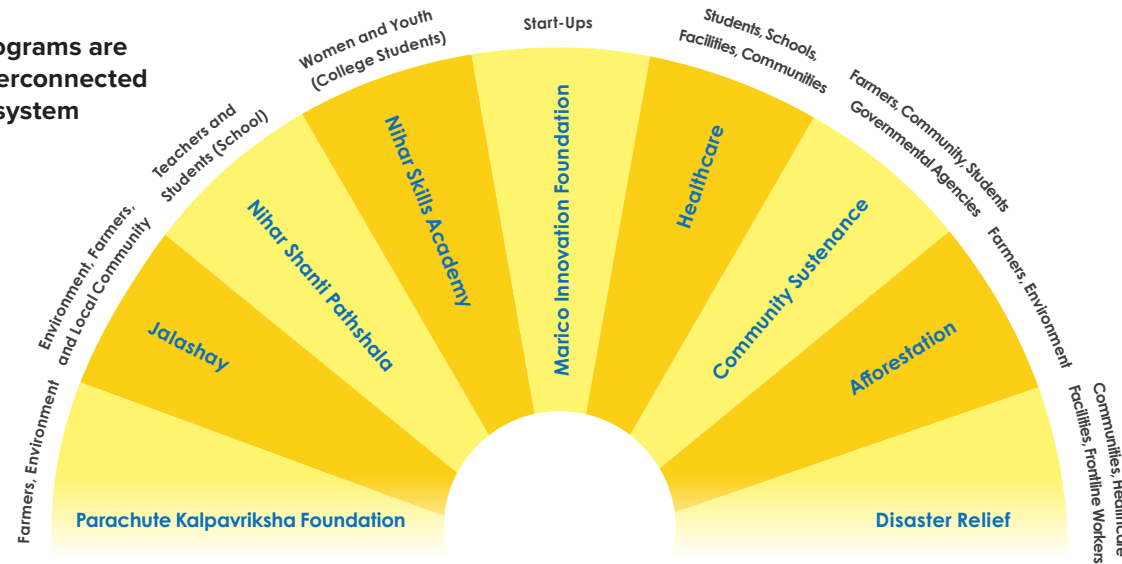 ograms are
erconnected
system
Farmers, Environment
Parachute Kalpavriksha Foundation
Environment, Farmers,
and Local Community
Jalashay
Teachers and
Students (School)
Nihar Shanti Pathshala
Women and Youth
(College Students)
Nihar Skills Academy
Start-Ups
Marico Innovation Foundation
Students, Schools,
Facilities, Communities
Healthcare
Farmers, Community, Students
Governmental Agencies
Community Sustenance
Farmers, Environment
Afforestation
Communities, Healthcare
Facilities, Frontline Workers
Disaster Relief